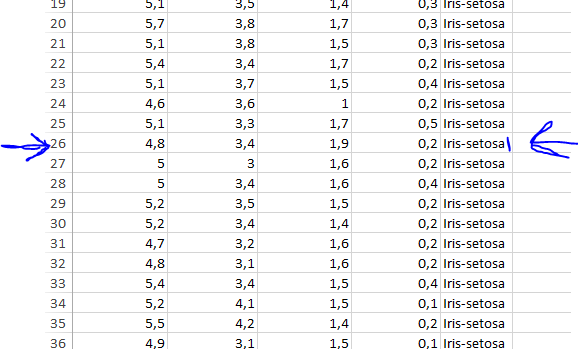 19 5,1 3,5 1,4 0,3 Iris-setosa
20 5,7 3,8 1,7 0,3 Iris-setosa
21 5,1 3,8 1,5 0,3 Iris-setosa
22 5,4 3,4 1,7 0,2 Iris-setosa
23 5,1 3,7 1,5 0,4 Iris-setosa
24 4,6 3,6 1 0,2 Iris-setosa
25 5,1 3,3 1,7 0,5 Iris-setosa
26 4,8 3,4 1,9 0,2 Iris-setosa
27 5 3 1,6 0,2 Iris-setosa
28 5 3,4 1,6 0,4 Iris-setosa
29 5,2 3,5 1,5 0,2 Iris-setosa
30 5,2 3,4 1,4 0,2 Iris-setosa
31 4,7 3,2 1,6 0,2 Iris-setosa
32 4,8 3,1 1,6 0,2 Iris-setosa
33 5,4 3,4 1,5 0,4 Iris-setosa
34 5,2 4,1 1,5 0,1 Iris-setosa
35 5,5 4,2 1,4 0,2 Iris-setosa
36 4,9 3,1 1,5 0,1 Iris-setosa